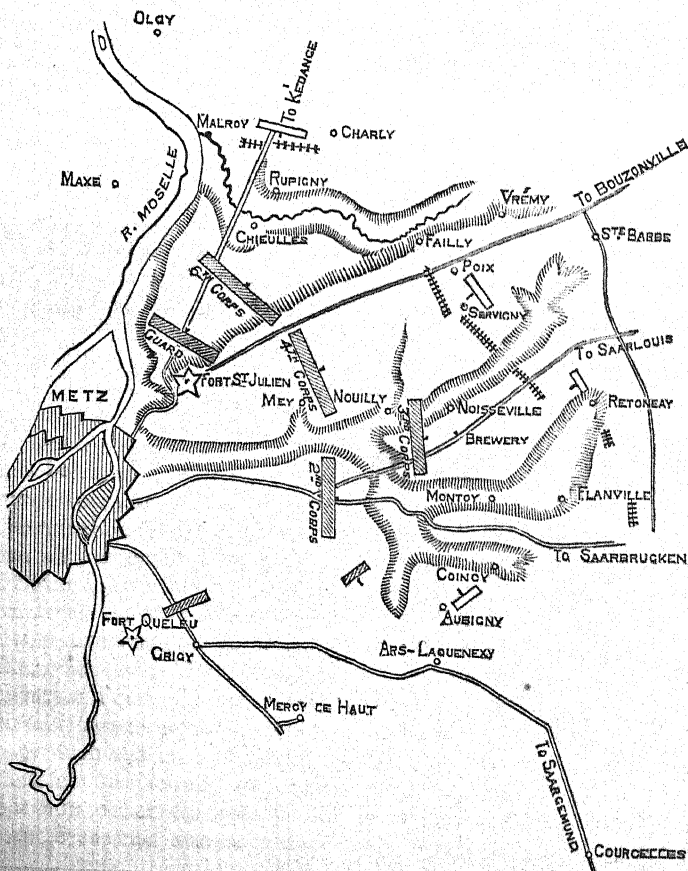 OLGY
TO KEDANGE
MALROY
CHARLY
MAXE
R. MOSELLE
RUPIGNY
VRÉMY
TO BOUZONVILLE
CHIEULLES
FAILLY
STE BARBE
POIX
6TH CORPS
SERVIGNY
GUARD
TO SAARLOUIS
FORT ST JULIEN
4TH CORPS
METZ
MEY
NOUILLY
3RD CORPS
NOISSEVILLE
RETONFAY
BREWERY
2ND CORPS
MONTOY
FLANVILLE
TO SAARBRUCKEN
COINCY
AUBIGNY
FORT QUELEU
GRIGY
ARS-LAQUENEXY
MERCY DE HAUT
TO SAARGEMUND
COURCELLES